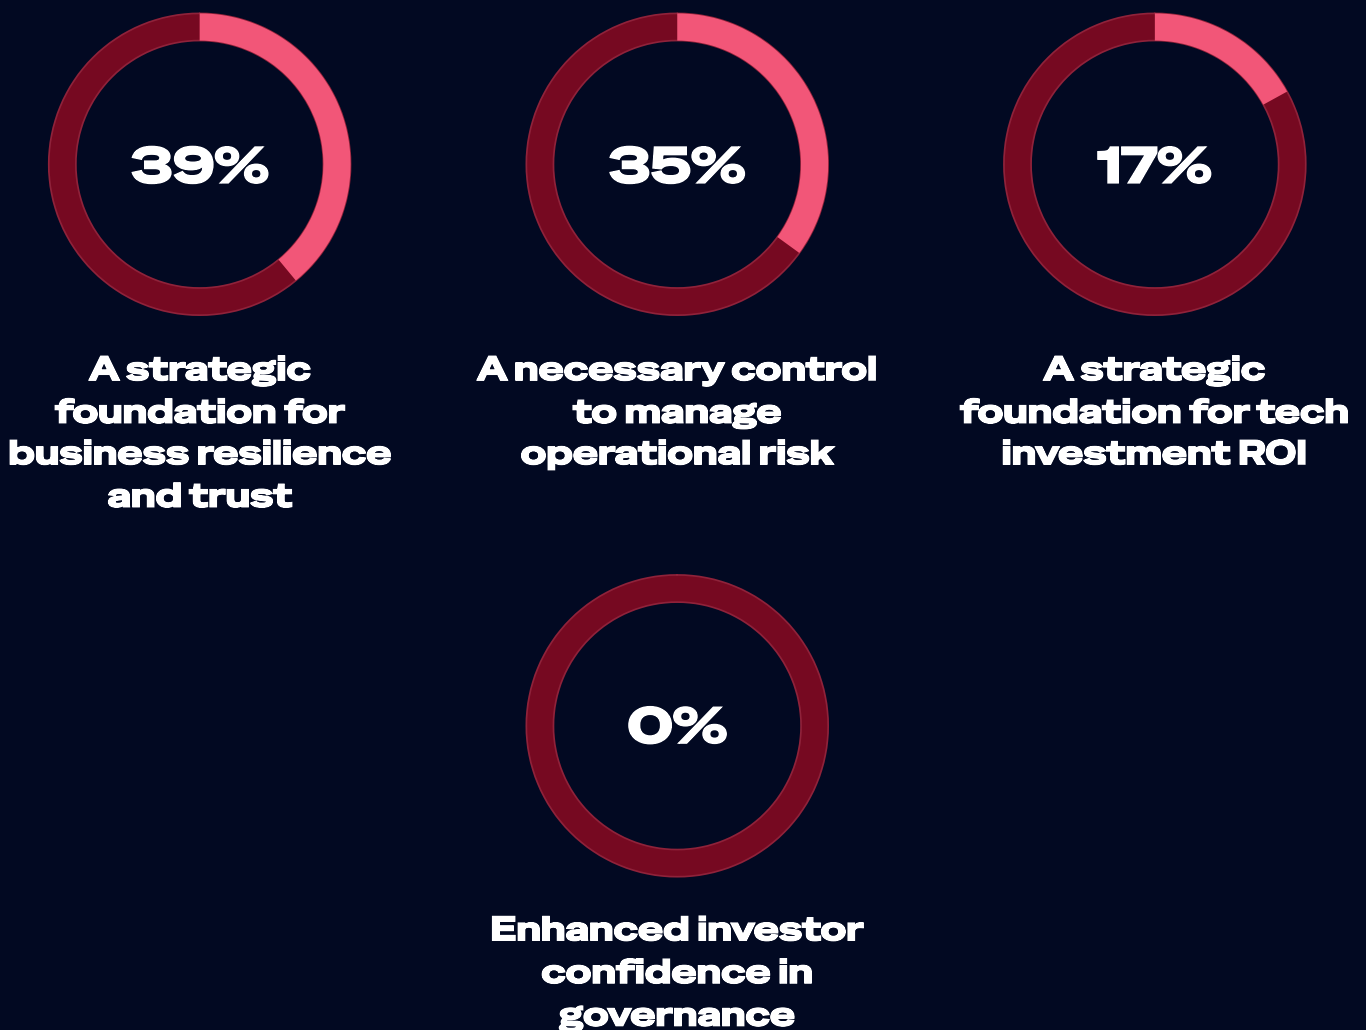 39%
A strategic
foundation for
business resilience
and trust
35%
A necessary control
to manage
operational risk
17%
A strategic
foundation for tech
investment ROI
0%
Enhanced investor
confidence in
governance